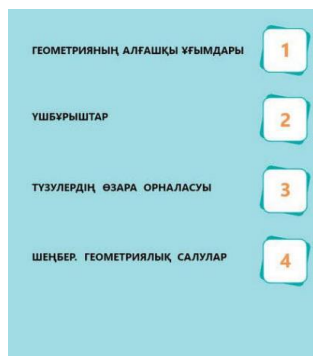 ГЕОМЕТРИЯНЫҢ АЛҒАШҚЫ ҰҒЫМДАРЫ 1
ҮШБҰРЫШТАР 2
ТҮЗУЛЕРДІҢ ӨЗАРА ОРНАЛАСУЫ 3
ШЕҢБЕР. ГЕОМЕТРИЯЛЫҚ САЛУЛАР 4